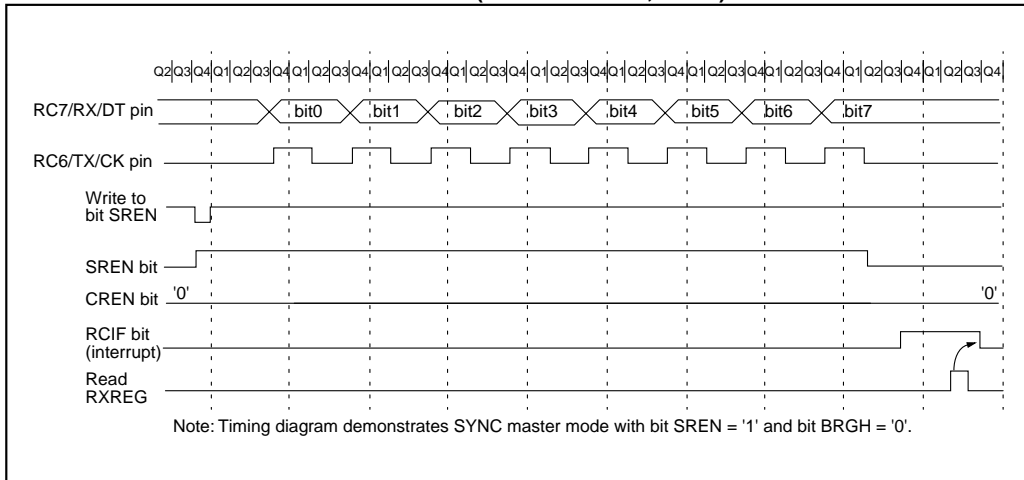 Q2 Q3 Q4 Q1 Q2 Q3 Q4 Q1 Q2 Q3 Q4 Q1 Q2 Q3 Q4 Q1 Q2 Q3 Q4 Q1 Q2 Q3 Q4 Q1 Q2 Q3 Q4 Q1 Q2 Q3 Q4 Q1 Q2 Q3 Q4 Q1 Q2 Q3 Q4 Q1 Q2 Q3 Q4
RC7/RX/DT pin bit0 bit1 bit2 bit3 bit4 bit5 bit6 bit7
RC6/TX/CK pin
Write to
bit SREN
SREN bit
CREN bit '0' '0'
RCIF bit
(interrupt)
Read
RXREG
Note: Timing diagram demonstrates SYNC master mode with bit SREN = '1' and bit BRGH = '0'.